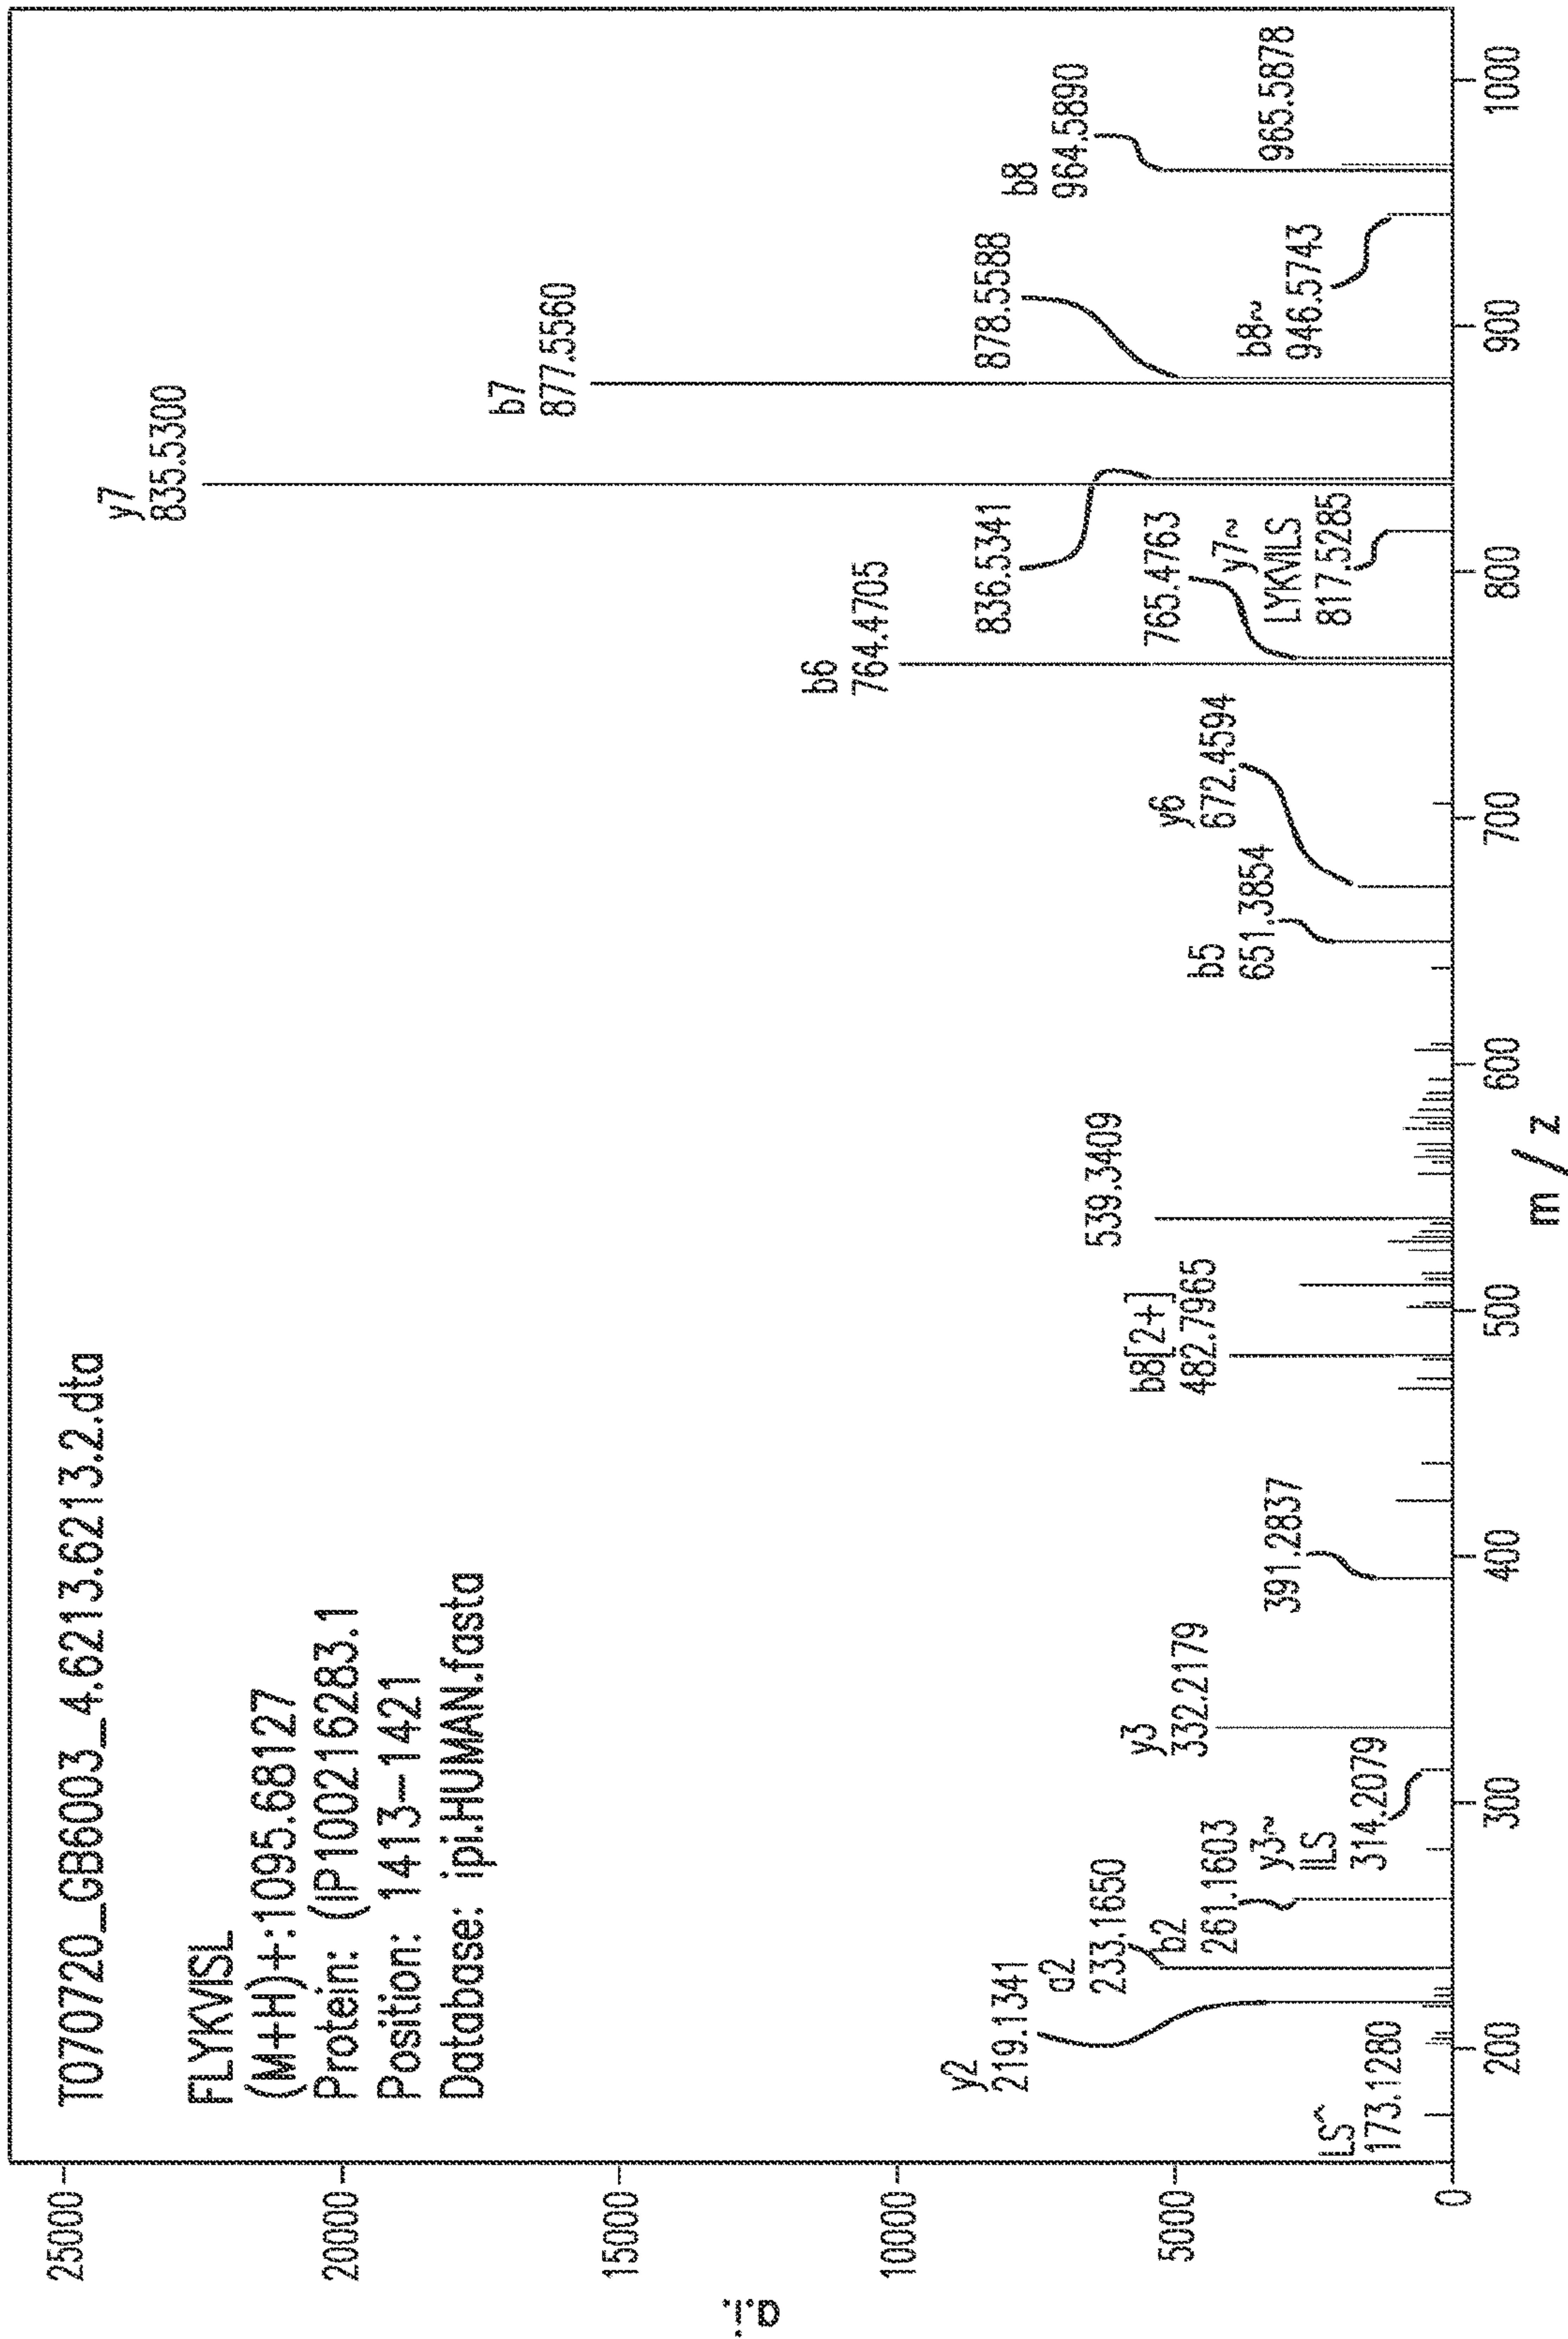 T070720_GB6003_4.6213.6213.2.dta
FLYKVISL
(M+H)+:1095.68127
Protein: (IP100216283.1
Position: 1413-1421
Database: ipi.HUMAN.fasta
a.i.
25000
20000
15000
10000
5000
0
LS^
173.1280
y2
219.1341
a2
233.1650
b2
261.1603
y3~
ILS
314.2079
y3
332.2179
391.2837
b8[2+]
482.7965
539.3409
b5
651.3854
y6
672.4594
b6
764.4705
765.4763
y7~
LYKVILS
817.5285
y7
835.5300
836.5341
b7
877.5560
878.5588
b8~
946.5743
b8
964.5890
965.5878
200
300
400
500
600
700
800
900
1000
m / z